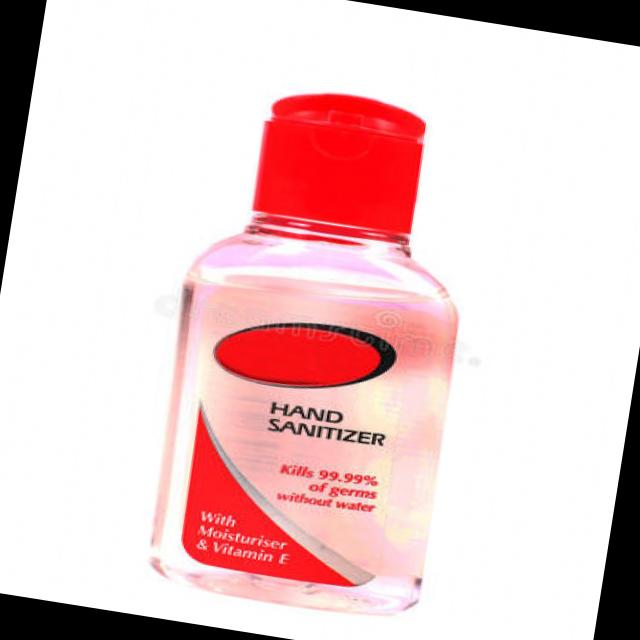 HAND
SANITIZER
Kills 99.99%
of germs
without water
With
Moisturiser
& Vitamin E